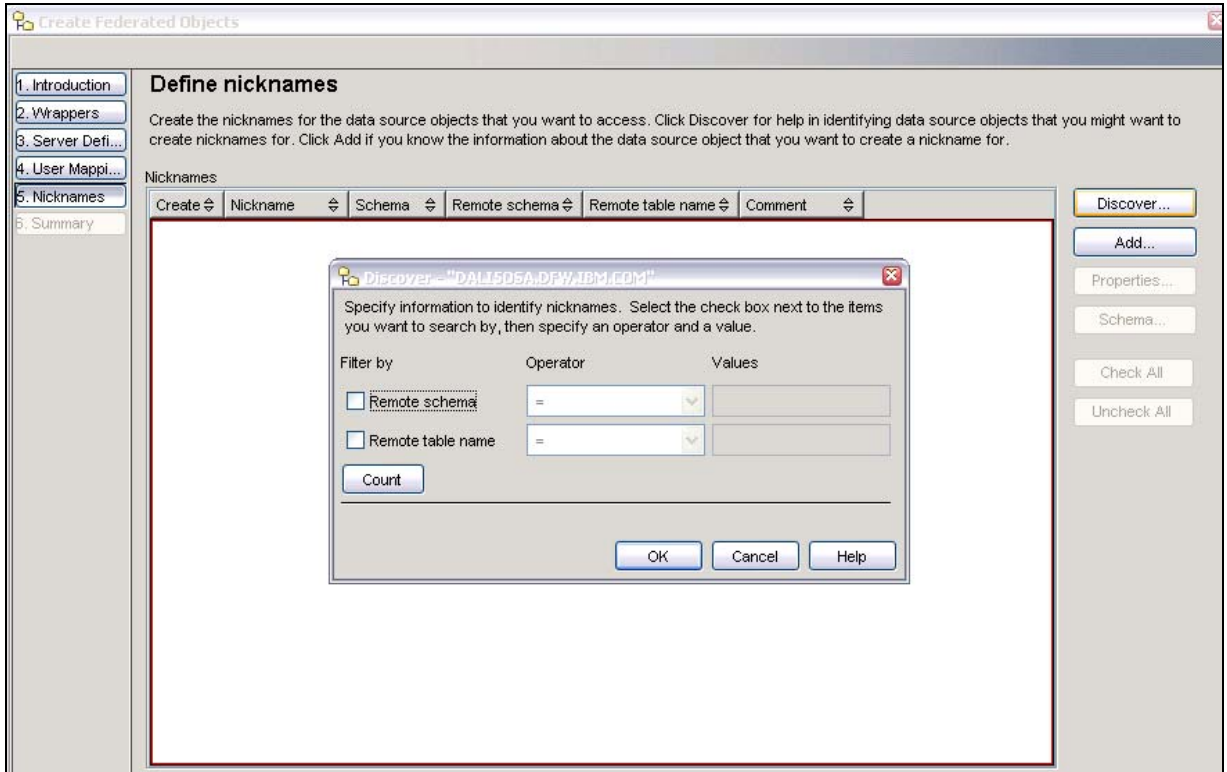 Create Federated Objects
1. Introduction
2. Wrappers
3. Server Defi...
4. User Mappi...
5. Nicknames
6. Summary
Define nicknames
Create the nicknames for the data source objects that you want to access. Click Discover for help in identifying data source objects that you might want to
create nicknames for. Click Add if you know the information about the data source object that you want to create a nickname for.
Nicknames
Create Nickname Schema Remote schema Remote table name Comment
Discover...
Add...
Properties...
Schema...
Check All
Uncheck All
Discover - "DALI505A.DFW.IBM.COM"
Specify information to identify nicknames. Select the check box next to the items
you want to search by, then specify an operator and a value.
Filter by Operator Values
Remote schema =
Remote table name =
Count
OK Cancel Help